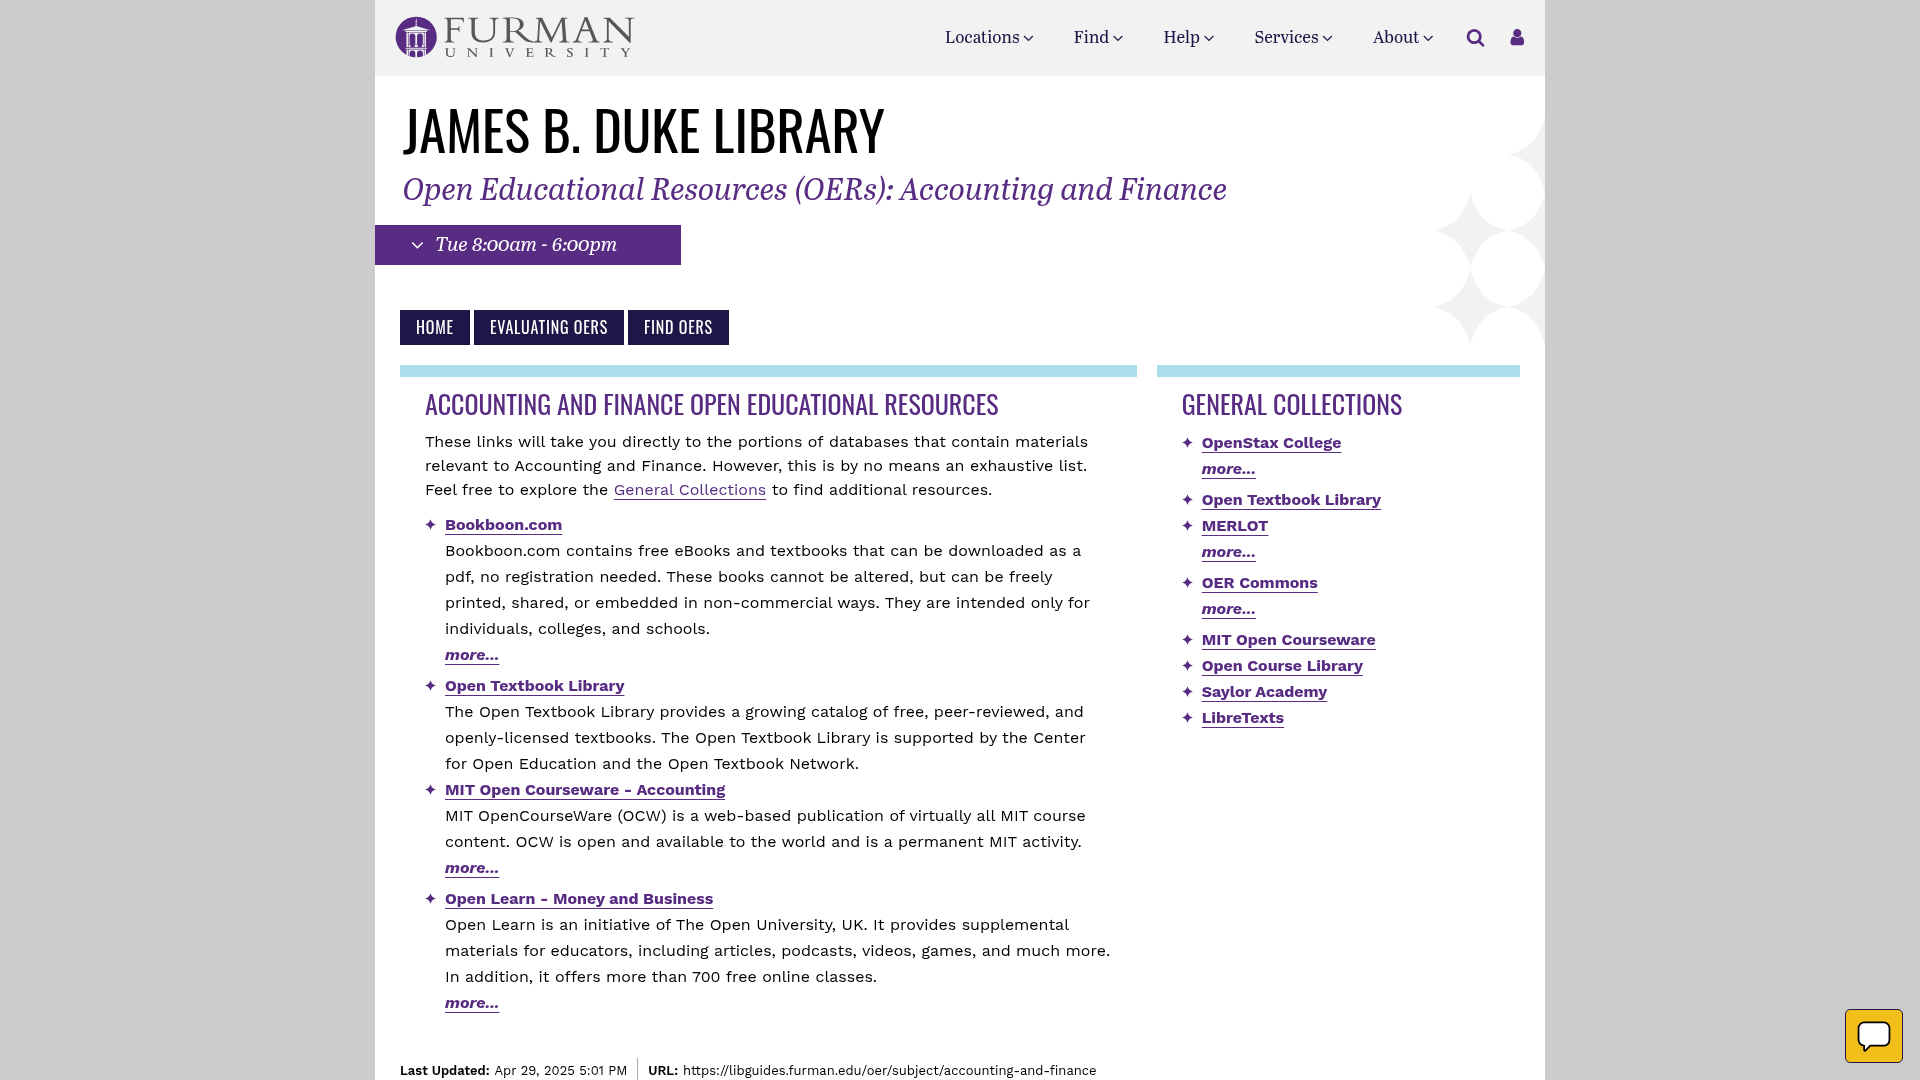 FURMAN
UNIVERSITY
Locations
Find
Help
Services
About
JAMES B. DUKE LIBRARY
Open Educational Resources (OERs): Accounting and Finance
Tue 8:00am - 6:00pm
HOME
EVALUATING OERS
FIND OERS
ACCOUNTING AND FINANCE OPEN EDUCATIONAL RESOURCES
These links will take you directly to the portions of databases that contain materials
relevant to Accounting and Finance. However, this is by no means an exhaustive list.
Feel free to explore the General Collections to find additional resources.
Bookboon.com
Bookboon.com contains free eBooks and textbooks that can be downloaded as a
pdf, no registration needed. These books cannot be altered, but can be freely
printed, shared, or embedded in non-commercial ways. They are intended only for
individuals, colleges, and schools.
more...
Open Textbook Library
The Open Textbook Library provides a growing catalog of free, peer-reviewed, and
openly-licensed textbooks. The Open Textbook Library is supported by the Center
for Open Education and the Open Textbook Network.
MIT Open Courseware - Accounting
MIT OpenCourseWare (OCW) is a web-based publication of virtually all MIT course
content. OCW is open and available to the world and is a permanent MIT activity.
more...
Open Learn - Money and Business
Open Learn is an initiative of The Open University, UK. It provides supplemental
materials for educators, including articles, podcasts, videos, games, and much more.
In addition, it offers more than 700 free online classes.
more...
GENERAL COLLECTIONS
OpenStax College
more...
Open Textbook Library
MERLOT
more...
OER Commons
more...
MIT Open Courseware
Open Course Library
Saylor Academy
LibreTexts
Last Updated: Apr 29, 2025 5:01 PM
URL: https://libguides.furman.edu/oer/subject/accounting-and-finance